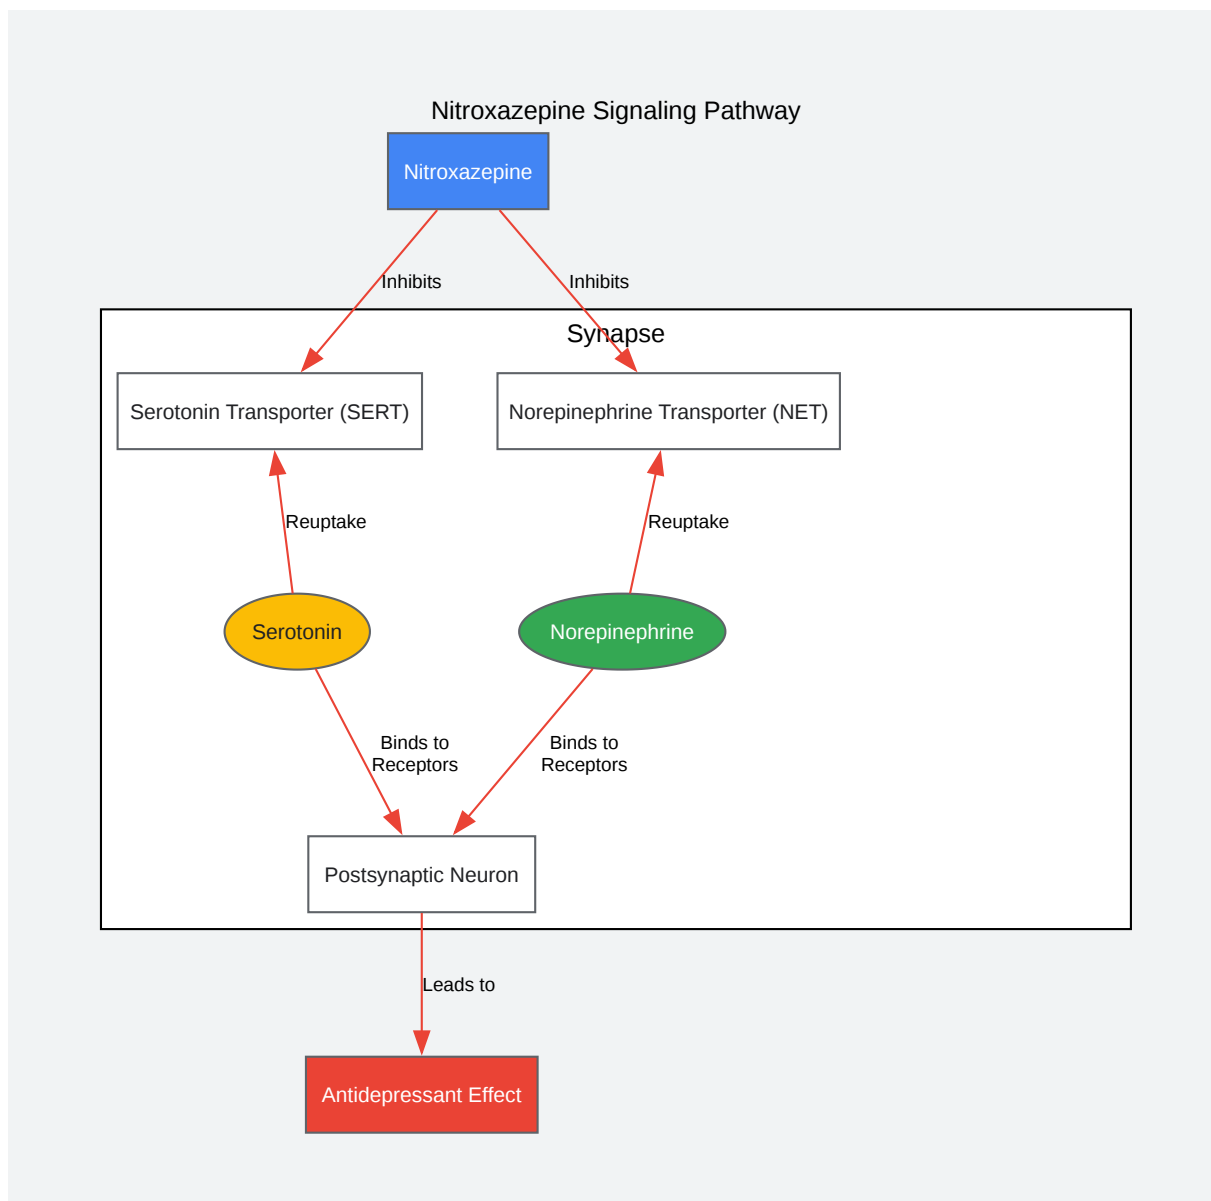 Nitroxazepine Signaling Pathway
Nitroxazepine
Inhibits
Inhibits
Synapse
Serotonin Transporter (SERT)
Norepinephrine Transporter (NET)
Reuptake
Reuptake
Serotonin
Norepinephrine
Binds to
Receptors
Binds to
Receptors
Postsynaptic Neuron
Leads to
Antidepressant Effect